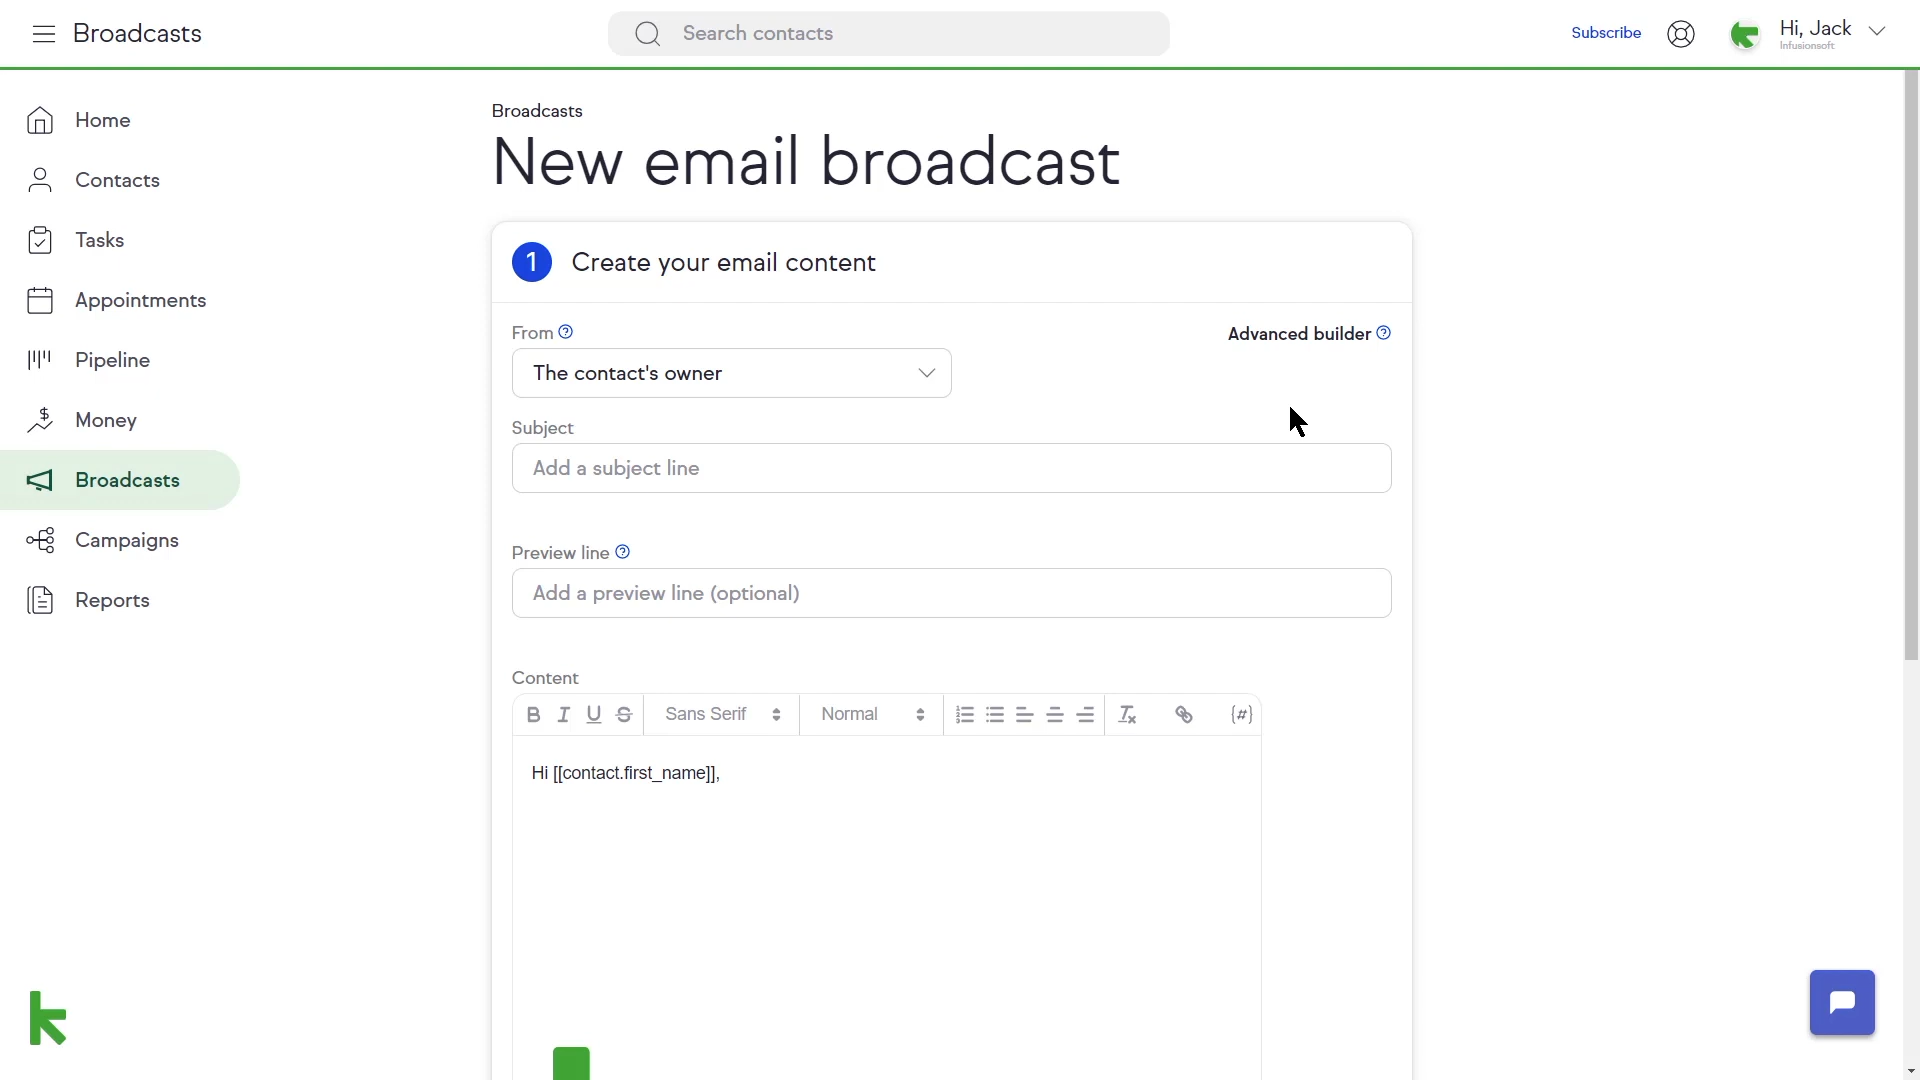 Broadcasts
Search contacts
Subscribe
Hi, Jack
Infusionsoft
Home
Contacts
Tasks
Appointments
Pipeline
Money
Broadcasts
Campaigns
Reports
Broadcasts
New email broadcast
1 Create your email content
From
Advanced builder
The contact's owner
Subject
Add a subject line
Preview line
Add a preview line (optional)
Content
Sans Serif
Normal
Hi [[contact.first_name]],